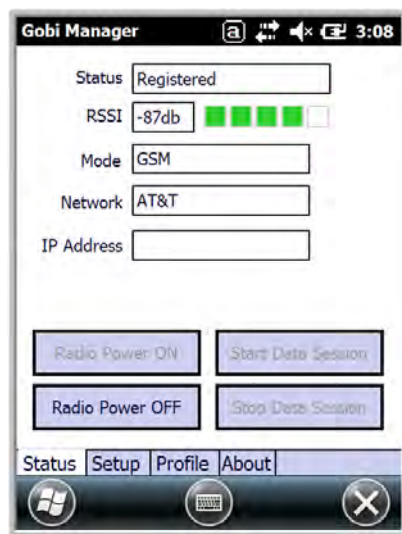 Gobi Manager a 3:08
Status Registered
RSSI -87db
Mode GSM
Network AT&T
IP Address
Radio Power ON Start Data Session
Radio Power OFF Stop Data Session
Status Setup Profile About